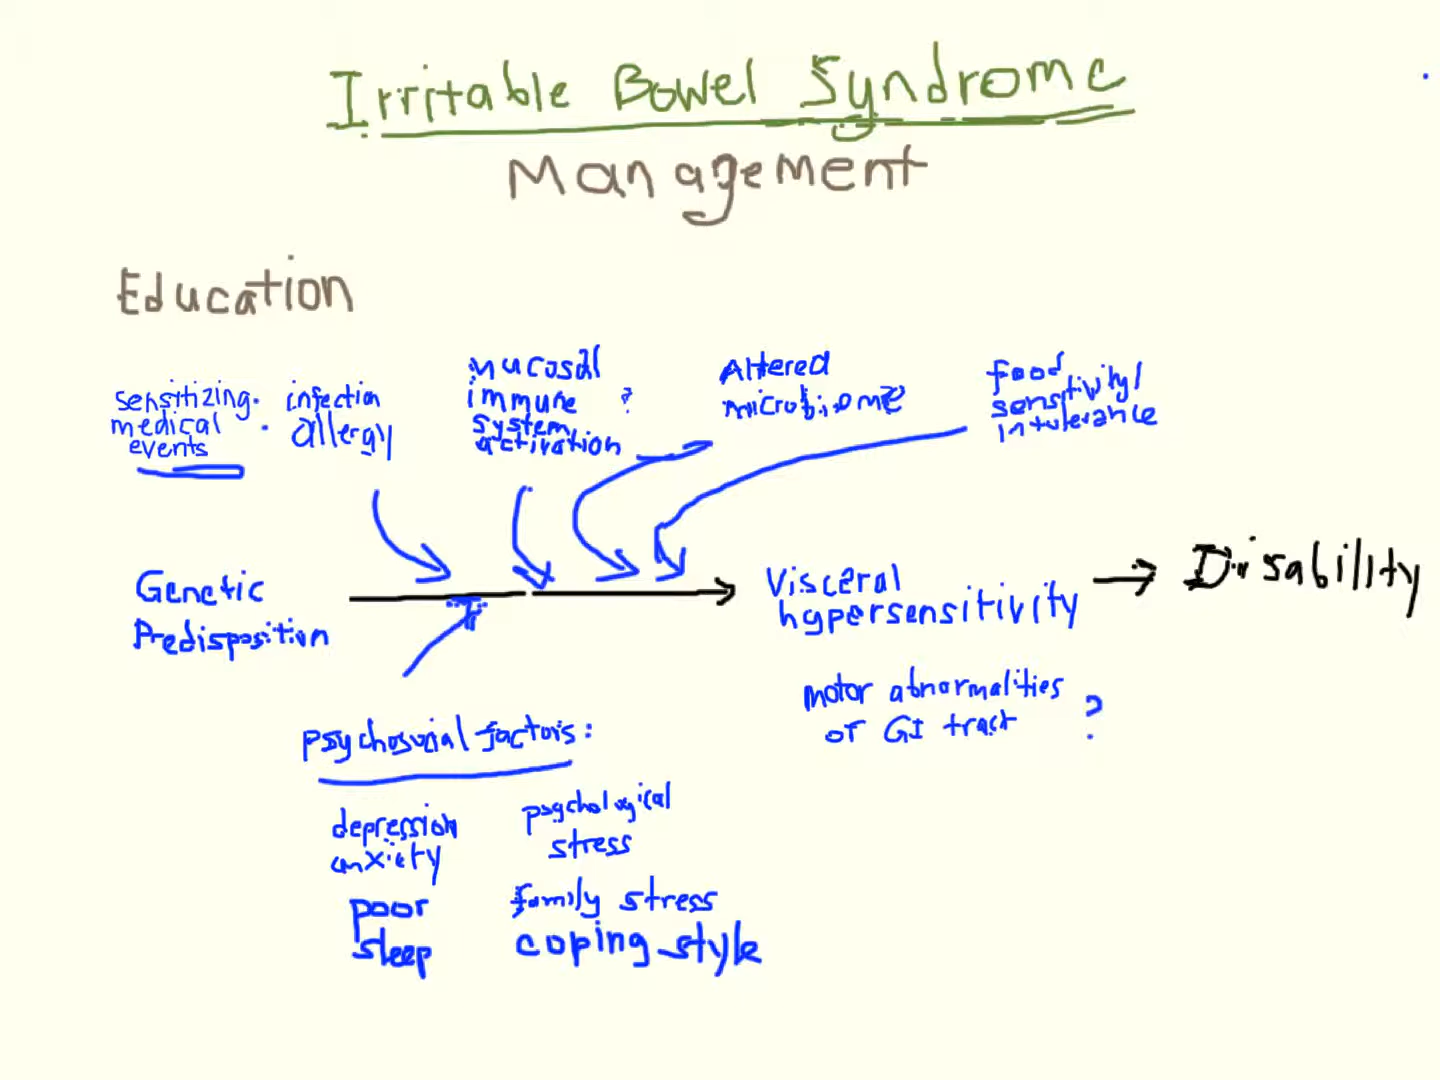 Irritable Bowel Syndrome
Management
Education
sensitizing
medical
events
· infection
· allergy
mucosal
immune ?
system
activation
Altered
microbiome
food
sensitivity/
intolerance
Genetic
Predisposition
Visceral
hypersensitivity
Disability
motor abnormalities
of GI tract ?
psychosocial factors:
depression
anxiety
poor
sleep
psychological
stress
family stress
coping style